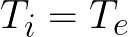 T_i = T_e